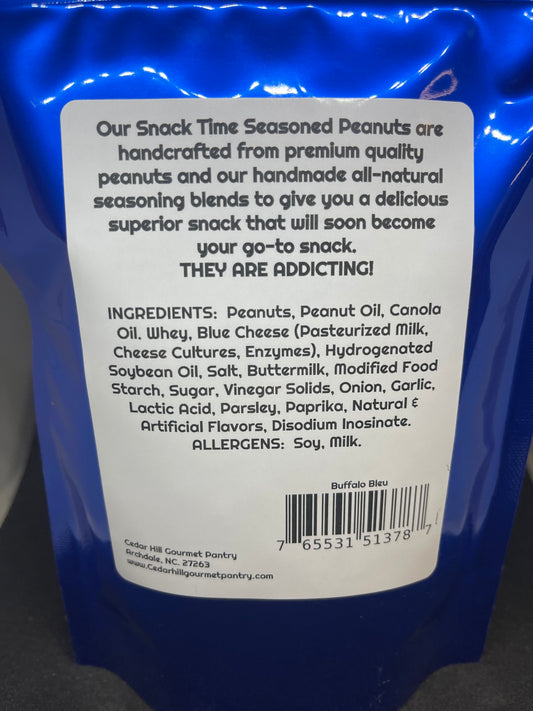 Our Snack Time Seasoned Peanuts are
handcrafted from premium quality
peanuts and our handmade all-natural
seasoning blends to give you a delicious
superior snack that will soon become
your go-to snack.
THEY ARE ADDICTING!
INGREDIENTS: Peanuts, Peanut Oil, Canola
Oil. Whey, Blue Cheese (Pasteurized Milk,
Cheese Cultures, Enzymes), Hydrogenated
Soybean Oil, Salt, Buttermilk, Modified Food
Starch, Sugar, Vinegar Solids, Onion, Garlic,
Lactic Acid, Parsley, Paprika, Natural &
Artificial Flavors, Disodium Inosinate.
ALLERGENS: Soy, Milk.
Buffalo Bleu
7 65531 51378 7
Cedar Hill Gourmet Pantry
Archdale, NC. 27263
www.Cedarhillgourmetpantry.com